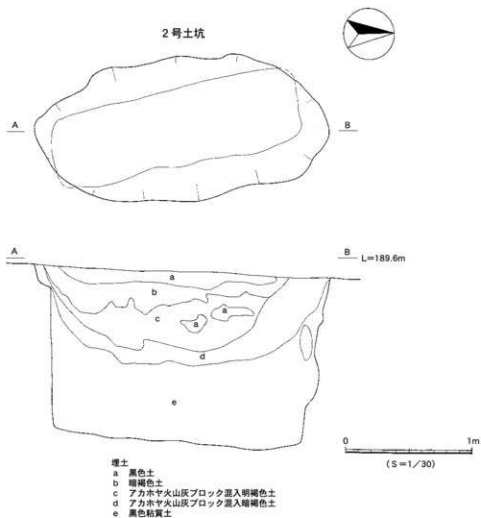 2号土坑
A
B
A
B
L=189.6m
a
b
a
c
a
d
e
0
1m
(S=1/30)
埋土
a 黒色土
b 暗褐色土
c アカホヤ火山灰ブロック混入明褐色土
d アカホヤ火山灰ブロック混入暗褐色土
e 黒色粘質土